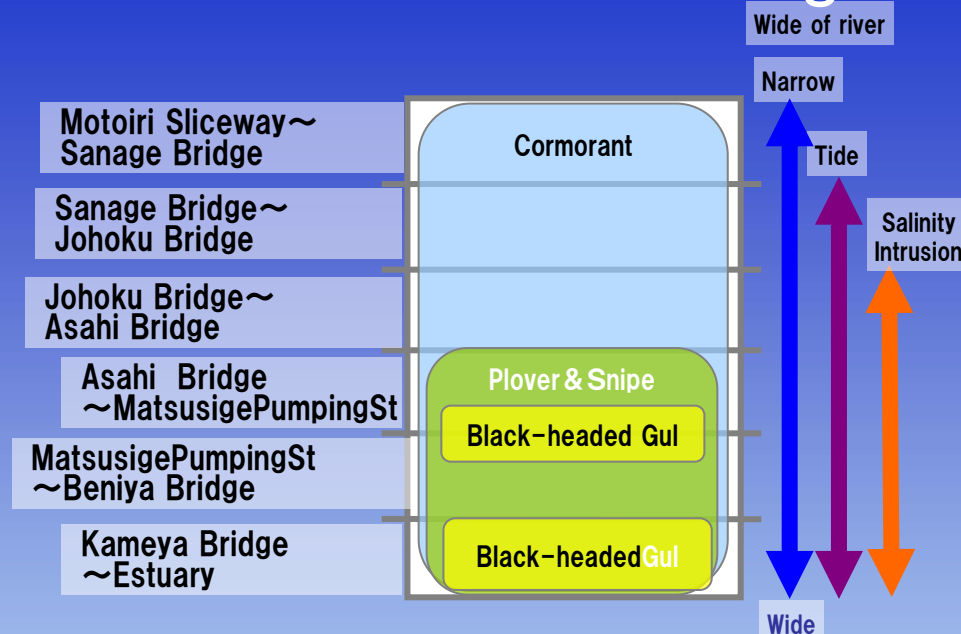 Wide of river
Narrow
Motoiri Sliceway～
Sanage Bridge
Cormorant
Tide
Sanage Bridge～
Johoku Bridge
Salinity
Intrusion
Johoku Bridge～
Asahi Bridge
Asahi Bridge
～MatsusigePumpingSt
Plover & Snipe
Black-headed Gul
MatsusigePumpingSt
～Beniya Bridge
Kameya Bridge
～Estuary
Black-headedGul
Wide